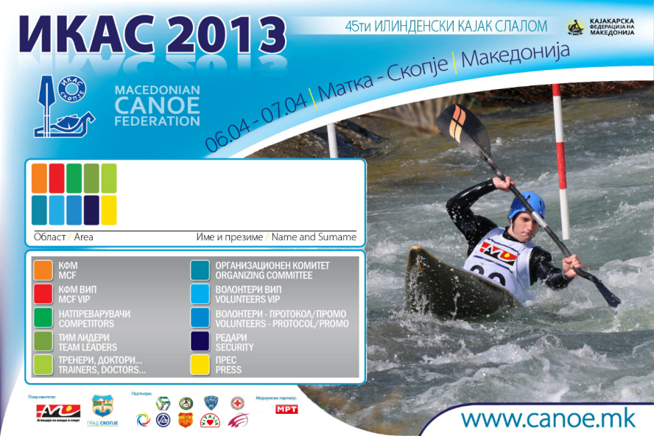 ИКАС 2013
45ти ИЛИНДЕНСКИ КАЈАК СЛАЛОМ
КАЈАКАРСКА
ФЕДЕРАЦИЈА НА
МАКЕДОНИЈА
ИКАС
СКОПЈЕ
MACEDONIAN
CANOE
FEDERATION
06.04 - 07.04 | Матка - Скопје | Македонија
Област / Area
Име и презиме / Name and Surname
КФМ
MCF
КФМ ВИП
MCF VIP
НАТПРЕВАРУВАЧИ
COMPETITORS
ТИМ ЛИДЕРИ
TEAM LEADERS
ТРЕНЕРИ, ДОКТОРИ...
TRAINERS, DOCTORS...
ОРГАНИЗАЦИОНЕН КОМИТЕТ
ORGANIZING COMMITTEE
ВОЛОНТЕРИ ВИП
VOLUNTEERS VIP
ВОЛОНТЕРИ - ПРОТОКОЛ/ПРОМО
VOLUNTEERS - PROTOCOL/PROMO
РЕДАРИ
SECURITY
ПРЕС
PRESS
ГРАД СКОПЈЕ
МРТ
www.canoe.mk